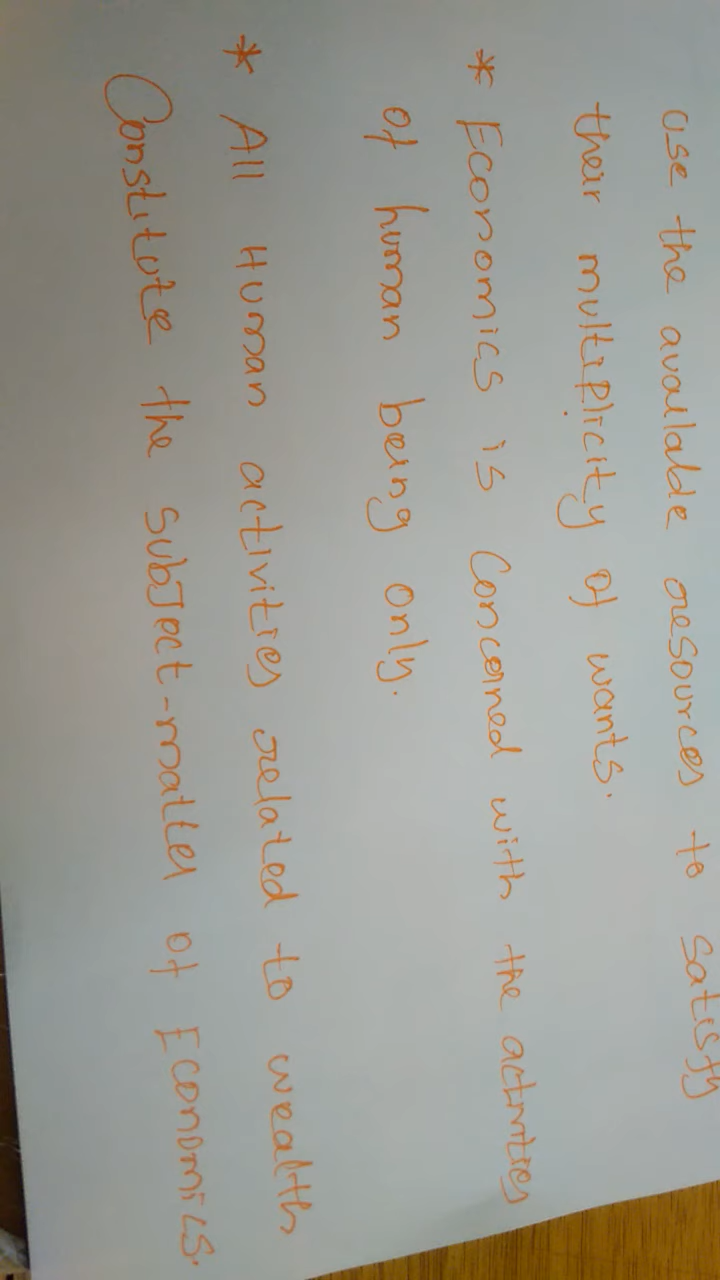 use the available resources to satisfy
their multiplicity of wants.
* Economics is Concerned with the activities
of human being only.
* All Human activities related to wealth
Constitute the subject-matter of Economics.